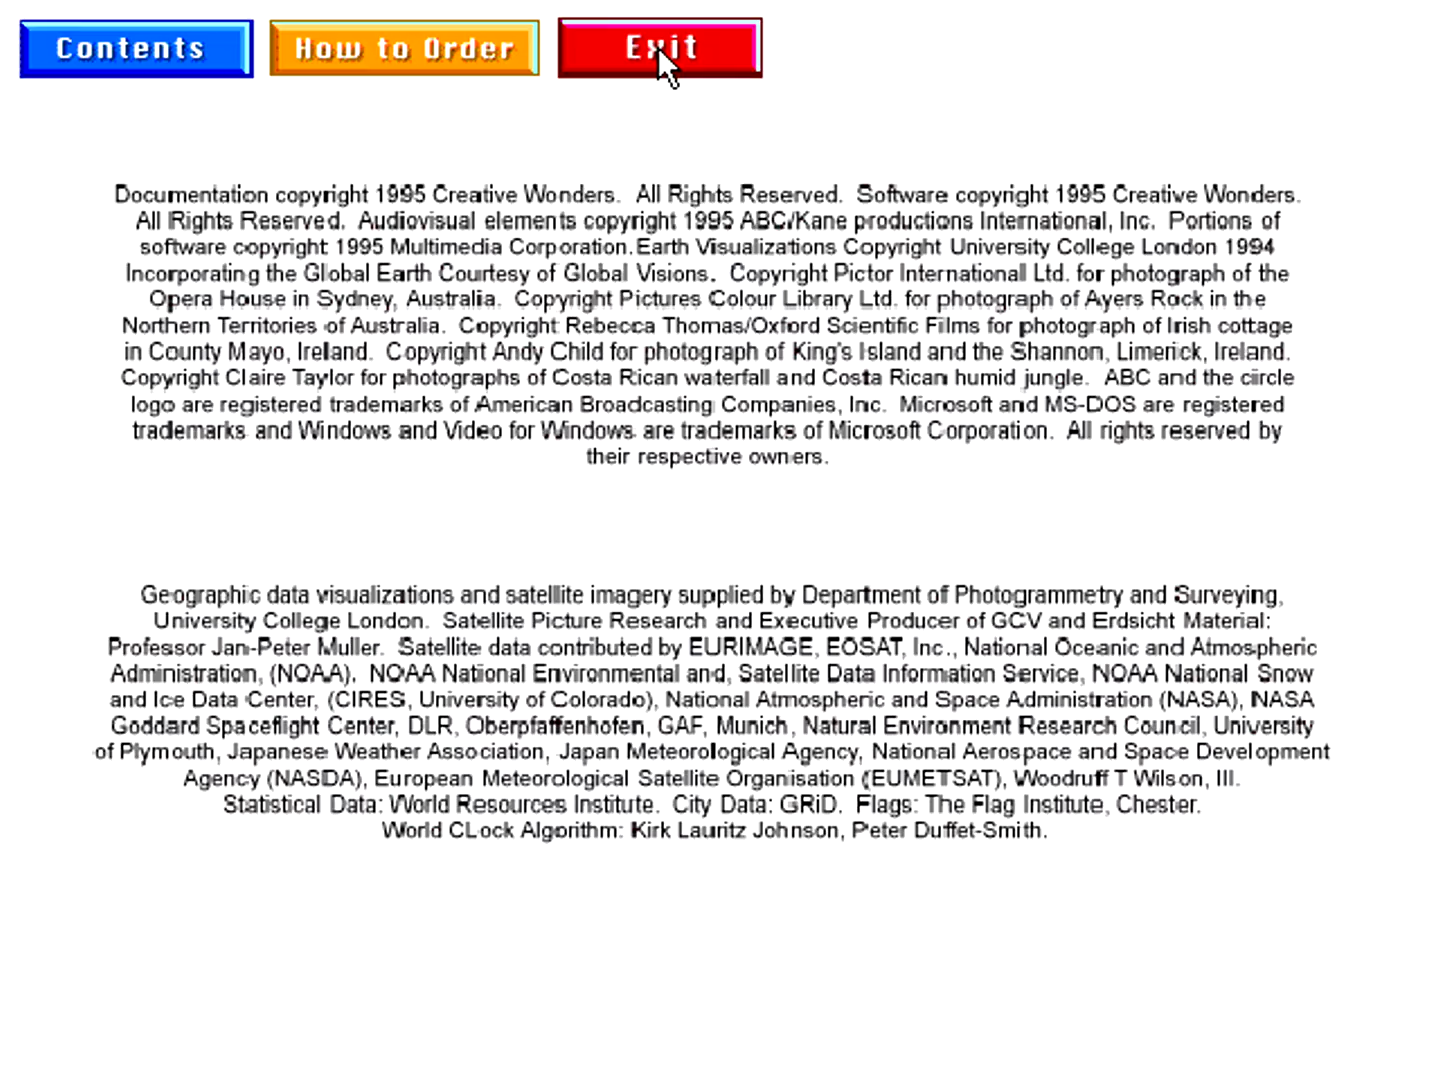 Contents How to Order Exit
Documentation copyright 1995 Creative Wonders. All Rights Reserved. Software copyright 1995 Creative Wonders.
All Rights Reserved. Audiovisual elements copyright 1995 ABC/Kane productions International, Inc. Portions of
software copyright 1995 Multimedia Corporation. Earth Visualizations Copyright University College London 1994
Incorporating the Global Earth Courtesy of Global Visions. Copyright Pictor International Ltd. for photograph of the
Opera House in Sydney, Australia. Copyright Pictures Colour Library Ltd. for photograph of Ayers Rock in the
Northern Territories of Australia. Copyright Rebecca Thomas/Oxford Scientific Films for photograph of Irish cottage
in County Mayo, Ireland. Copyright Andy Child for photograph of King's Island and the Shannon, Limerick, Ireland.
Copyright Claire Taylor for photographs of Costa Rican waterfall and Costa Rican humid jungle. ABC and the circle
logo are registered trademarks of American Broadcasting Companies, Inc. Microsoft and MS-DOS are registered
trademarks and Windows and Video for Windows are trademarks of Microsoft Corporation. All rights reserved by
their respective owners.
Geographic data visualizations and satellite imagery supplied by Department of Photogrammetry and Surveying,
University College London. Satellite Picture Research and Executive Producer of GCV and Erdsicht Material:
Professor Jan-Peter Muller. Satellite data contributed by EURIMAGE, EOSAT, Inc., National Oceanic and Atmospheric
Administration, (NOAA). NOAA National Environmental and, Satellite Data Information Service, NOAA National Snow
and Ice Data Center, (CIRES, University of Colorado), National Atmospheric and Space Administration (NASA), NASA
Goddard Spaceflight Center, DLR, Oberpfaffenhofen, GAF, Munich, Natural Environment Research Council, University
of Plymouth, Japanese Weather Association, Japan Meteorological Agency, National Aerospace and Space Development
Agency (NASDA), European Meteorological Satellite Organisation (EUMETSAT), Woodruff T Wilson, III.
Statistical Data: World Resources Institute. City Data: GRiD. Flags: The Flag Institute, Chester.
World CLock Algorithm: Kirk Lauritz Johnson, Peter Duffet-Smith.